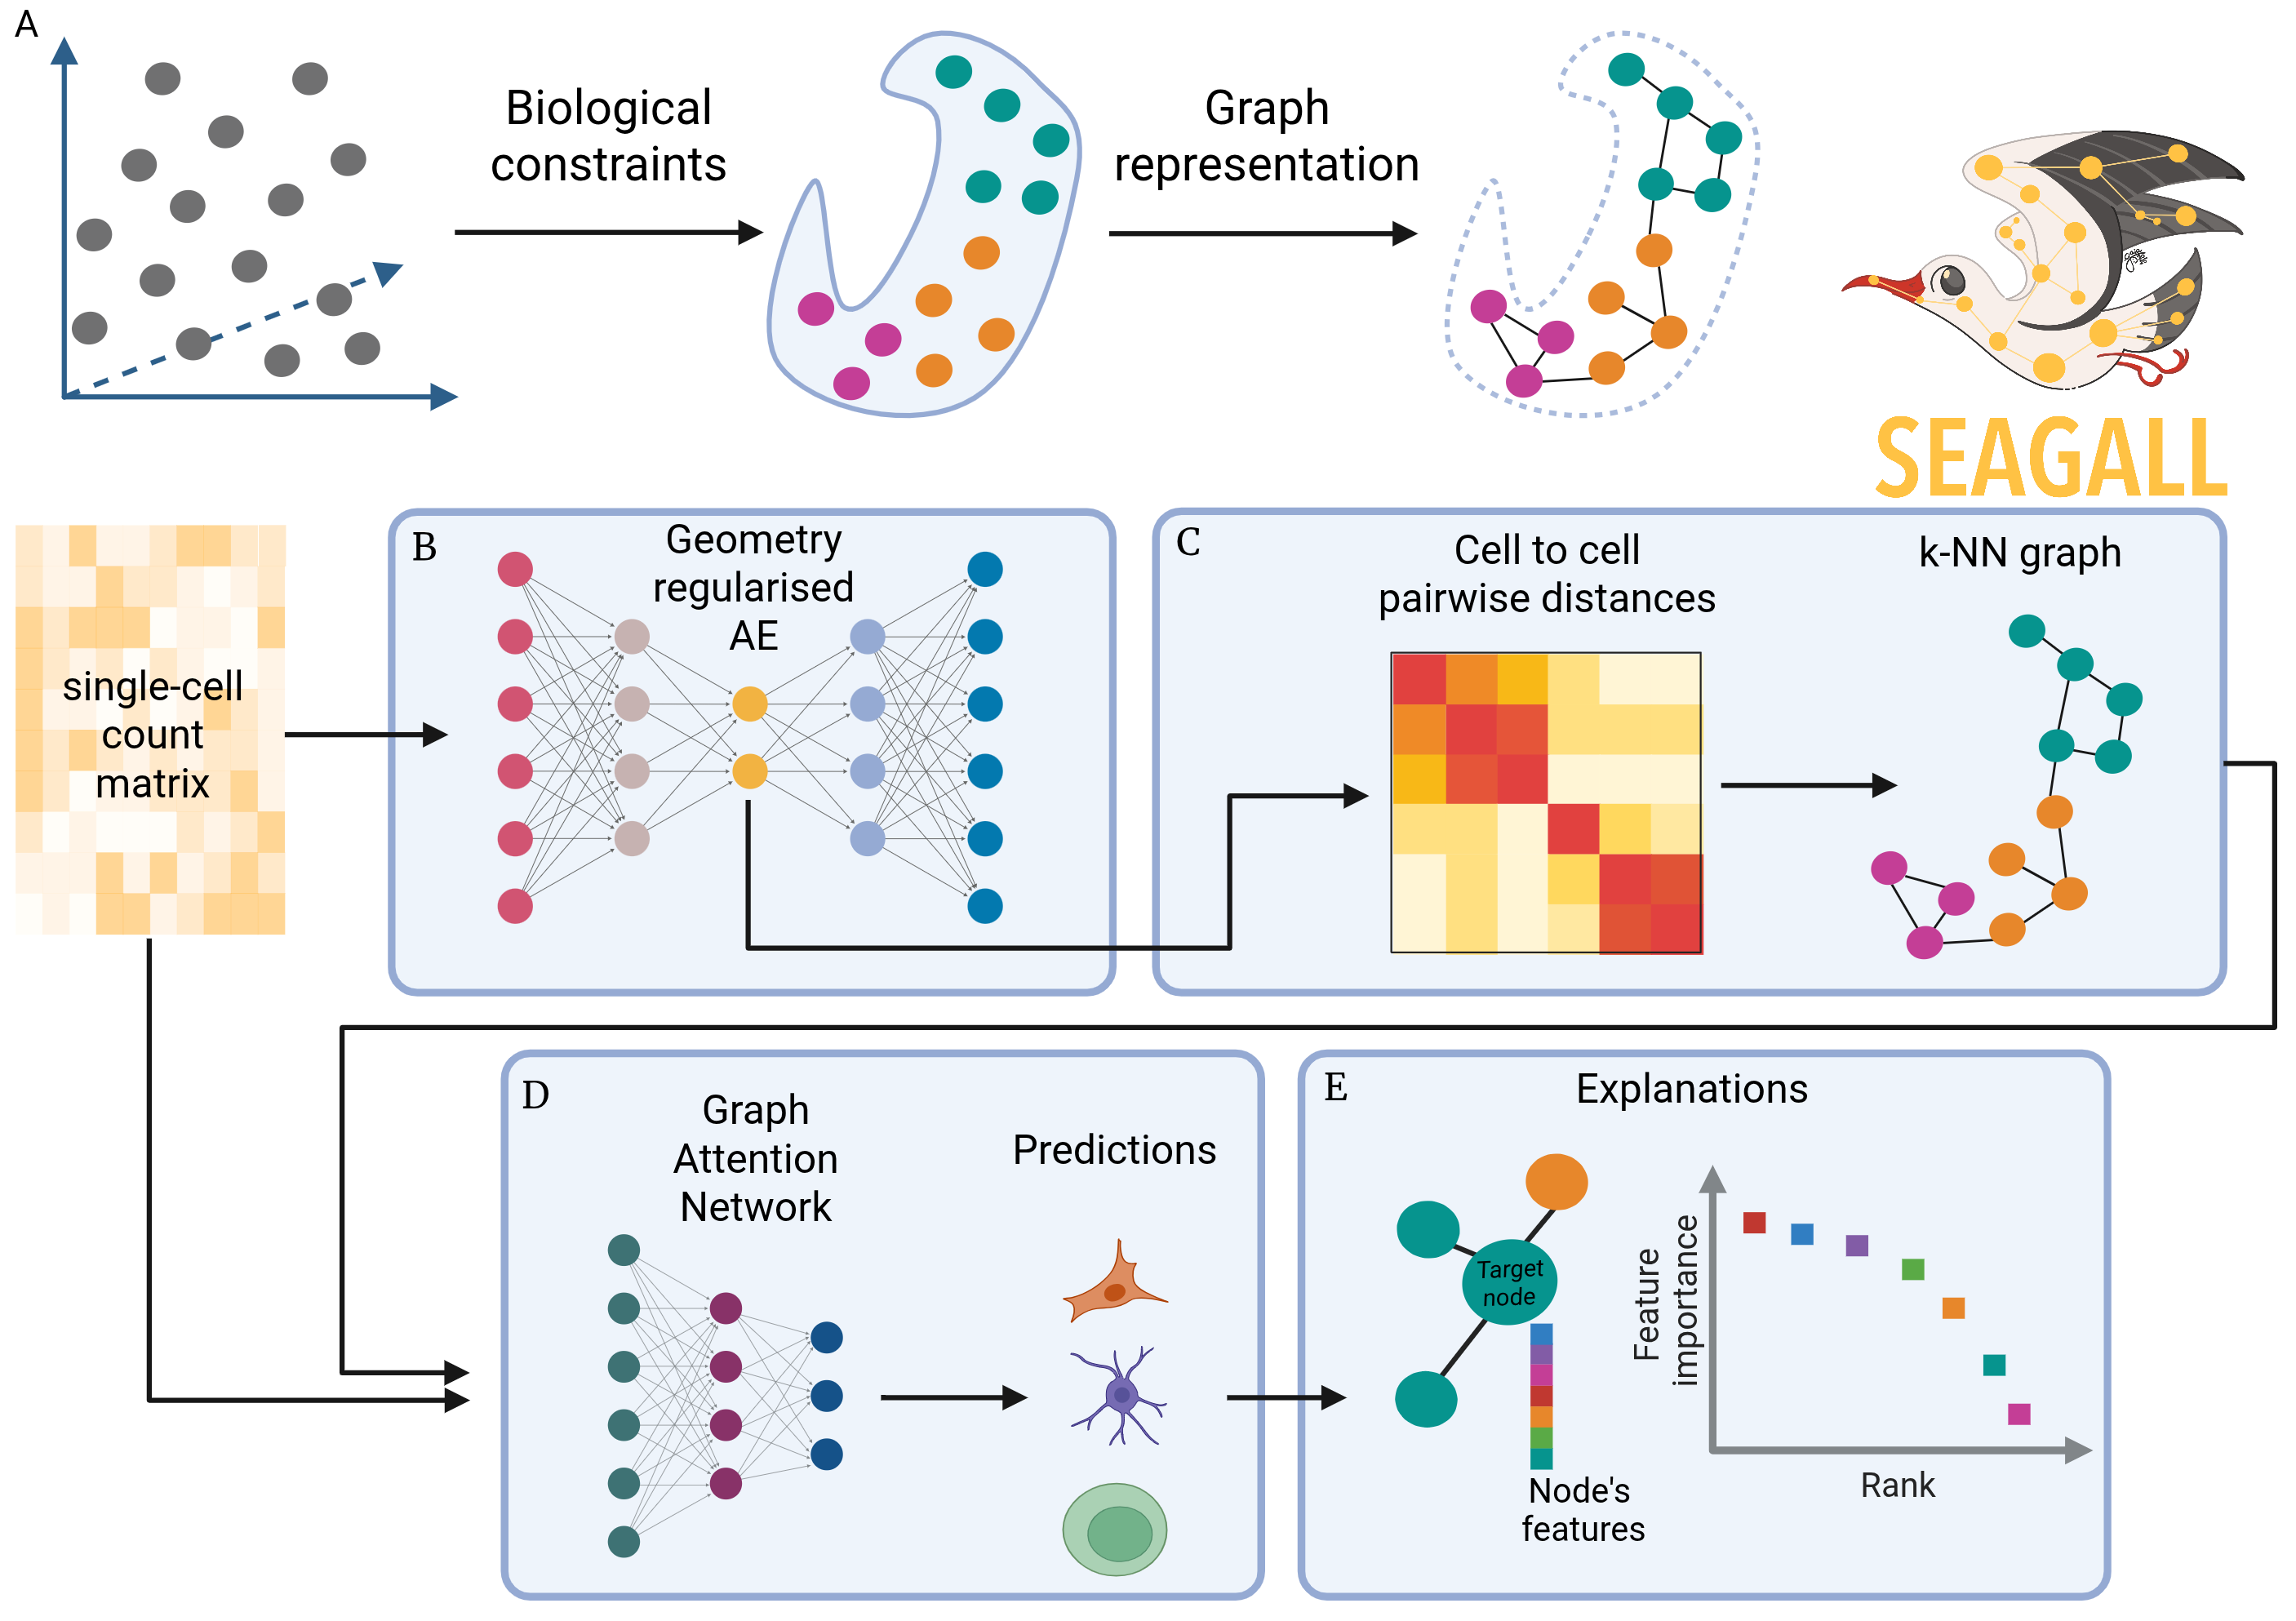 A
Biological
constraints
Graph
representation
SEAGALL
single-cell
count
matrix
B
Geometry
regularised
AE
C
Cell to cell
pairwise distances
k-NN graph
D
Graph
Attention
Network
Predictions
E
Explanations
Target
node
Node's
features
Feature
importance
Rank